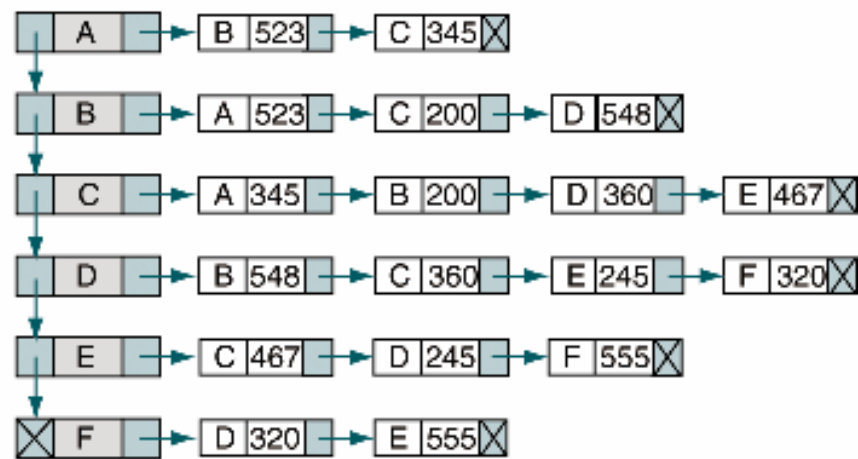 A B 523 C 345
B A 523 C 200 D 548
C A 345 B 200 D 360 E 467
D B 548 C 360 E 245 F 320
E C 467 D 245 F 555
F D 320 E 555